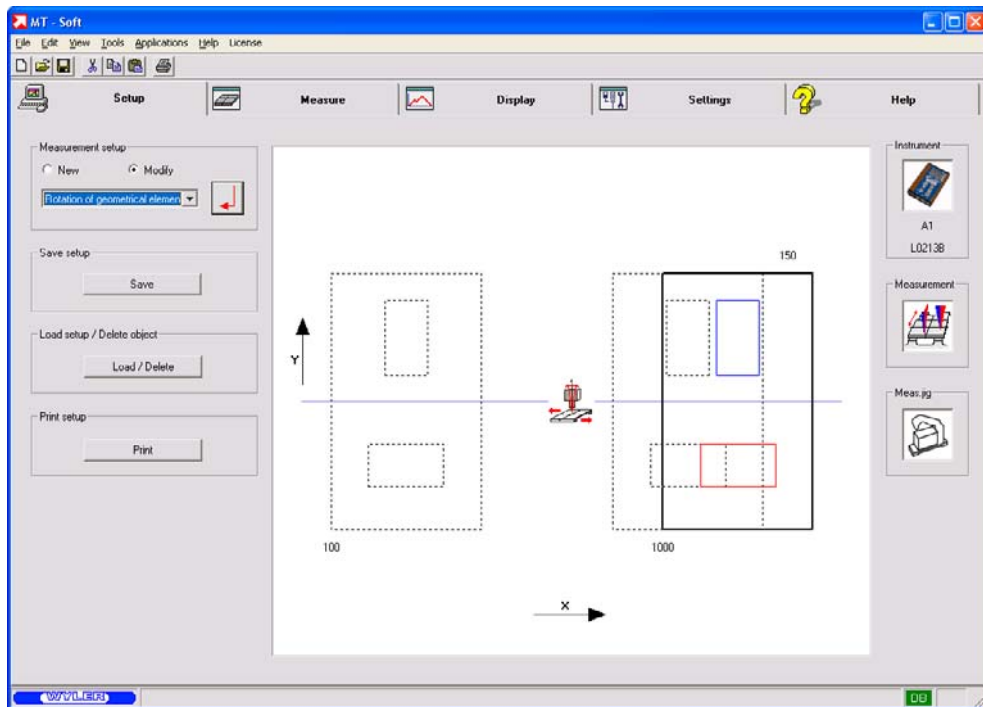 MT - Soft
File Edit View Tools Applications Help License
Setup Measure Display Settings Help
Measurement setup
New Modify
Rotation of geometrical elemen
Save setup
Save
Load setup / Delete object
Load / Delete
Print setup
Print
150
Y
100
1000
X
Instrument
A1
L0213B
Measurement
Meas.jig
WYLER
DB